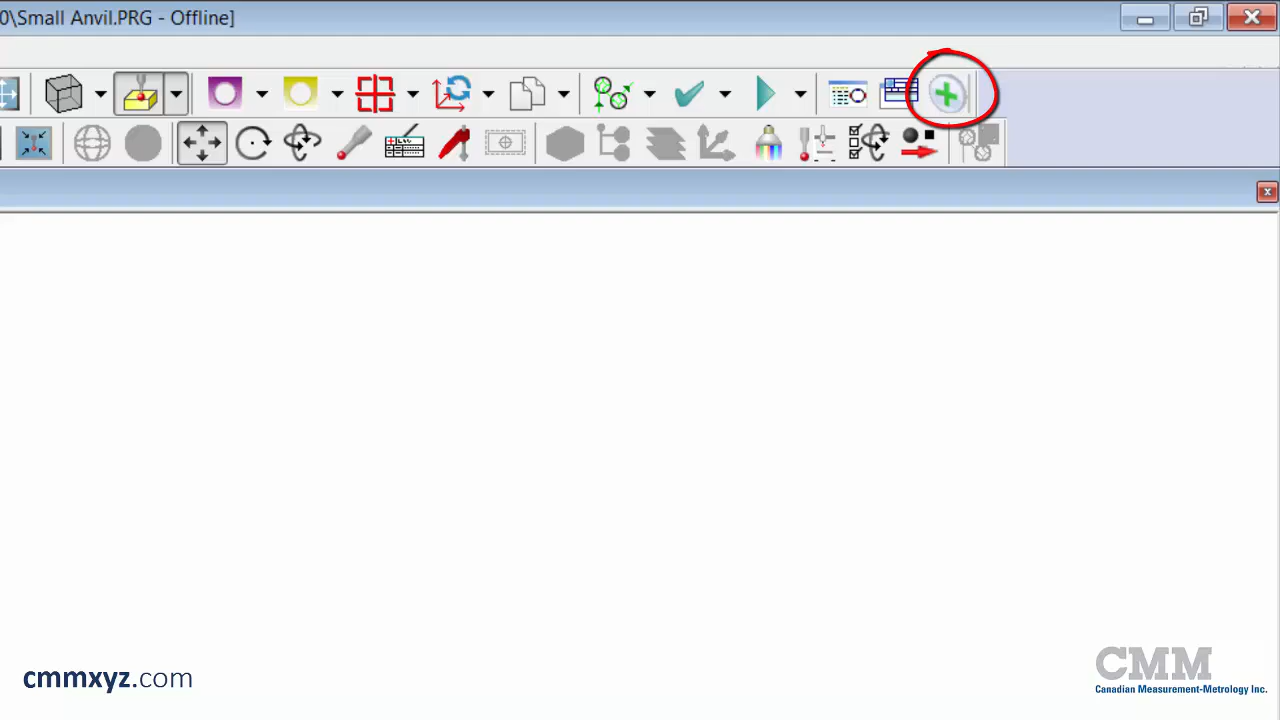 0\Small Anvil.PRG - Offline]
cmmxyz.com
CMM
Canadian Measurement-Metrology Inc.